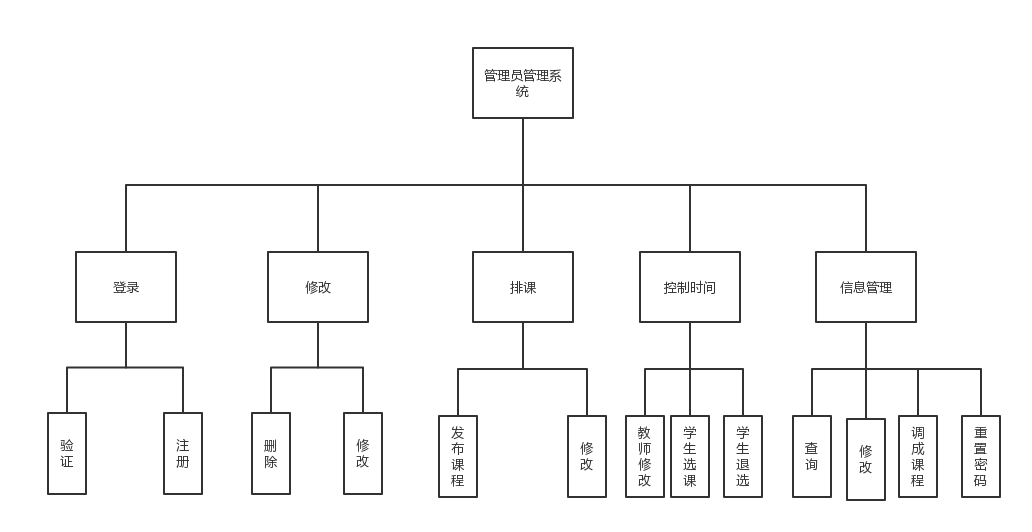 管理员管理系
统
登录
修改
排课
控制时间
信息管理
验
证
注
册
删
除
修
改
发
布
课
程
修
改
教
师
修
改
学
生
选
课
学
生
退
选
查
询
修
改
调
成
课
程
重
置
密
码